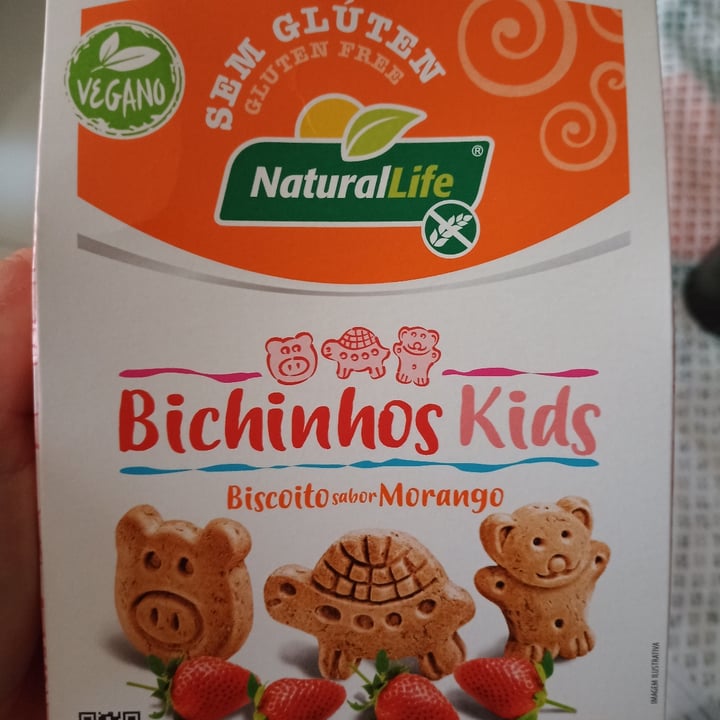 SEM GLÚTEN
GLUTEN FREE
VEGANO
NaturalLife®
Bichinhos Kids
Biscoito sabor Morango
IMAGEM ILUSTRATIVA